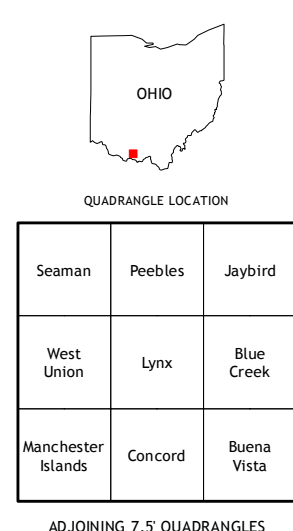 OHIO
QUADRANGLE LOCATION
Seaman
Peebles
Jaybird
West
Union
Lynx
Blue
Creek
Manchester
Islands
Concord
Buena
Vista
ADJOINING 7.5' QUADRANGLES